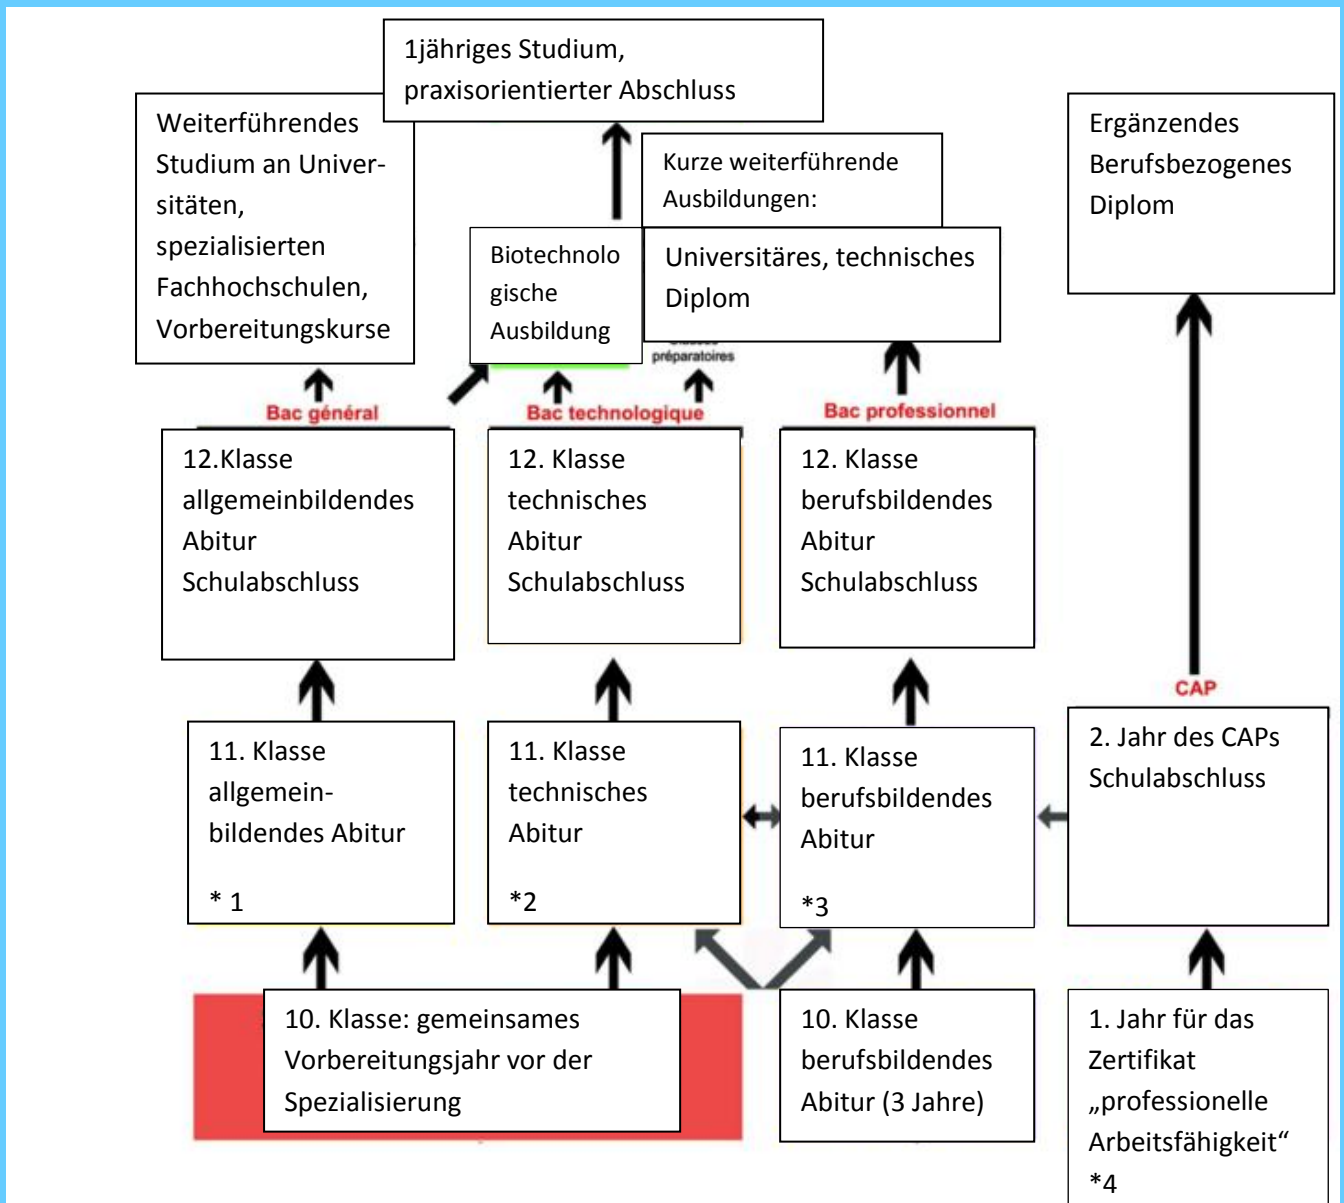 1jähriges Studium,
praxisorientierter Abschluss
Weiterführendes
Studium an Univer-
sitäten,
spezialisierten
Fachhochschulen,
Vorbereitungskurse
Kurze weiterführende
Ausbildungen:
Ergänzendes
Berufsbezogenes
Diplom
Biotechnolo
gische
Ausbildung
Universitäres, technisches
Diplom
préparatoires
Bac général
Bac technologique
Bac professionnel
12.Klasse
allgemeinbildendes
Abitur
Schulabschluss
12. Klasse
technisches
Abitur
Schulabschluss
12. Klasse
berufsbildendes
Abitur
Schulabschluss
CAP
11. Klasse
allgemein-
bildendes Abitur
* 1
11. Klasse
technisches
Abitur
*2
11. Klasse
berufsbildendes
Abitur
*3
2. Jahr des CAPs
Schulabschluss
10. Klasse: gemeinsames
Vorbereitungsjahr vor der
Spezialisierung
10. Klasse
berufsbildendes
Abitur (3 Jahre)
1. Jahr für das
Zertifikat
„professionelle
Arbeitsfähigkeit“
*4